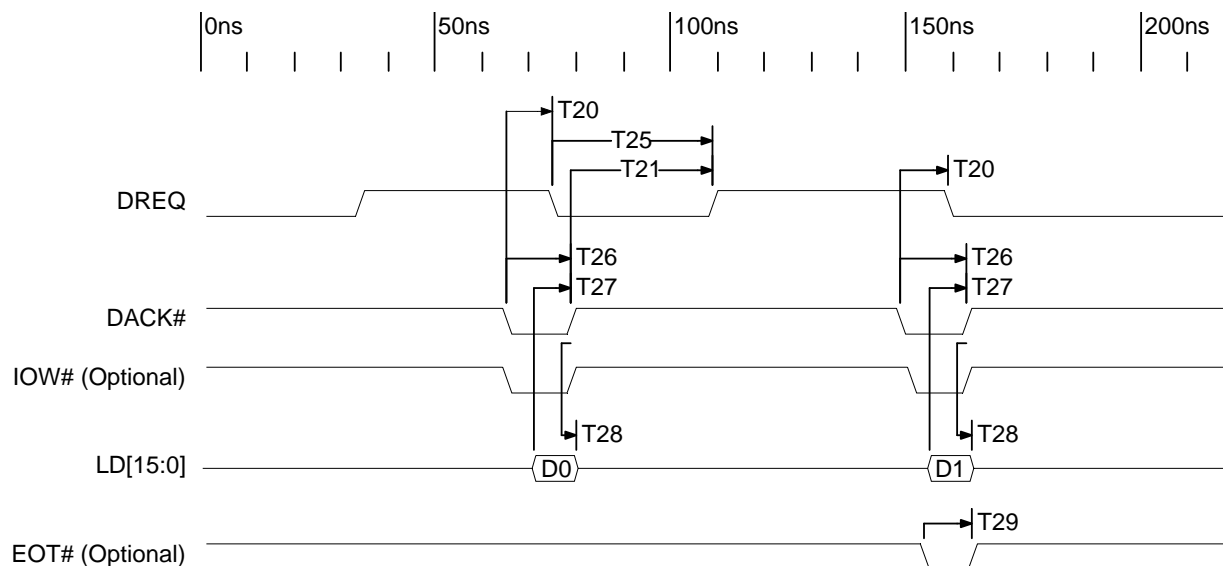 0ns 50ns 100ns 150ns 200ns
T20
T25
T21 T20
DREQ
T26 T26
T27 T27
DACK#
IOW# (Optional)
T28 T28
LD[15:0] D0 D1
T29
EOT# (Optional)